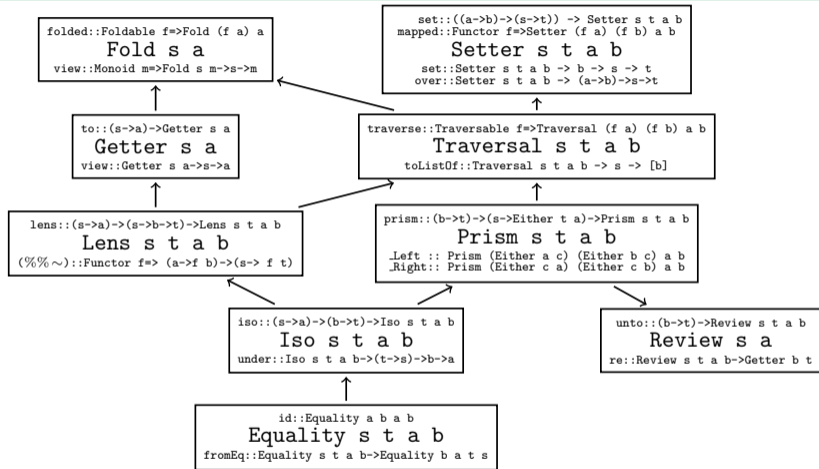 folded::Foldable f=>Fold (f a) a
Fold s a
view::Monoid m=>Fold s m->s->m
set::((a->b)->(s->t)) -> Setter s t a b
mapped::Functor f=>Setter (f a) (f b) a b
Setter s t a b
set::Setter s t a b -> b -> s -> t
over::Setter s t a b -> (a->b)->s->t
to::(s->a)->Getter s a
Getter s a
view::Getter s a->s->a
traverse::Traversable f=>Traversal (f a) (f b) a b
Traversal s t a b
toListOf::Traversal s t a b -> s -> [b]
lens::(s->a)->(s->b->t)->Lens s t a b
Lens s t a b
(%%~)::Functor f=> (a->f b)->(s-> f t)
prism::(b->t)->(s->Either t a)->Prism s t a b
Prism s t a b
_Left :: Prism (Either a c) (Either b c) a b
_Right:: Prism (Either c a) (Either c b) a b
iso::(s->a)->(b->t)->Iso s t a b
Iso s t a b
under::Iso s t a b->(t->s)->b->a
unto::(b->t)->Review s t a b
Review s a
re::Review s t a b->Getter b t
id::Equality a b a b
Equality s t a b
fromEq::Equality s t a b->Equality b a t s